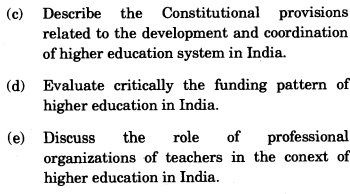 (c) Describe the Constitutional provisions
related to the development and coordination
of higher education system in India.
(d) Evaluate critically the funding pattern of
higher education in India.
(e) Discuss the role of professional
organizations of teachers in the conext of
higher education in India.